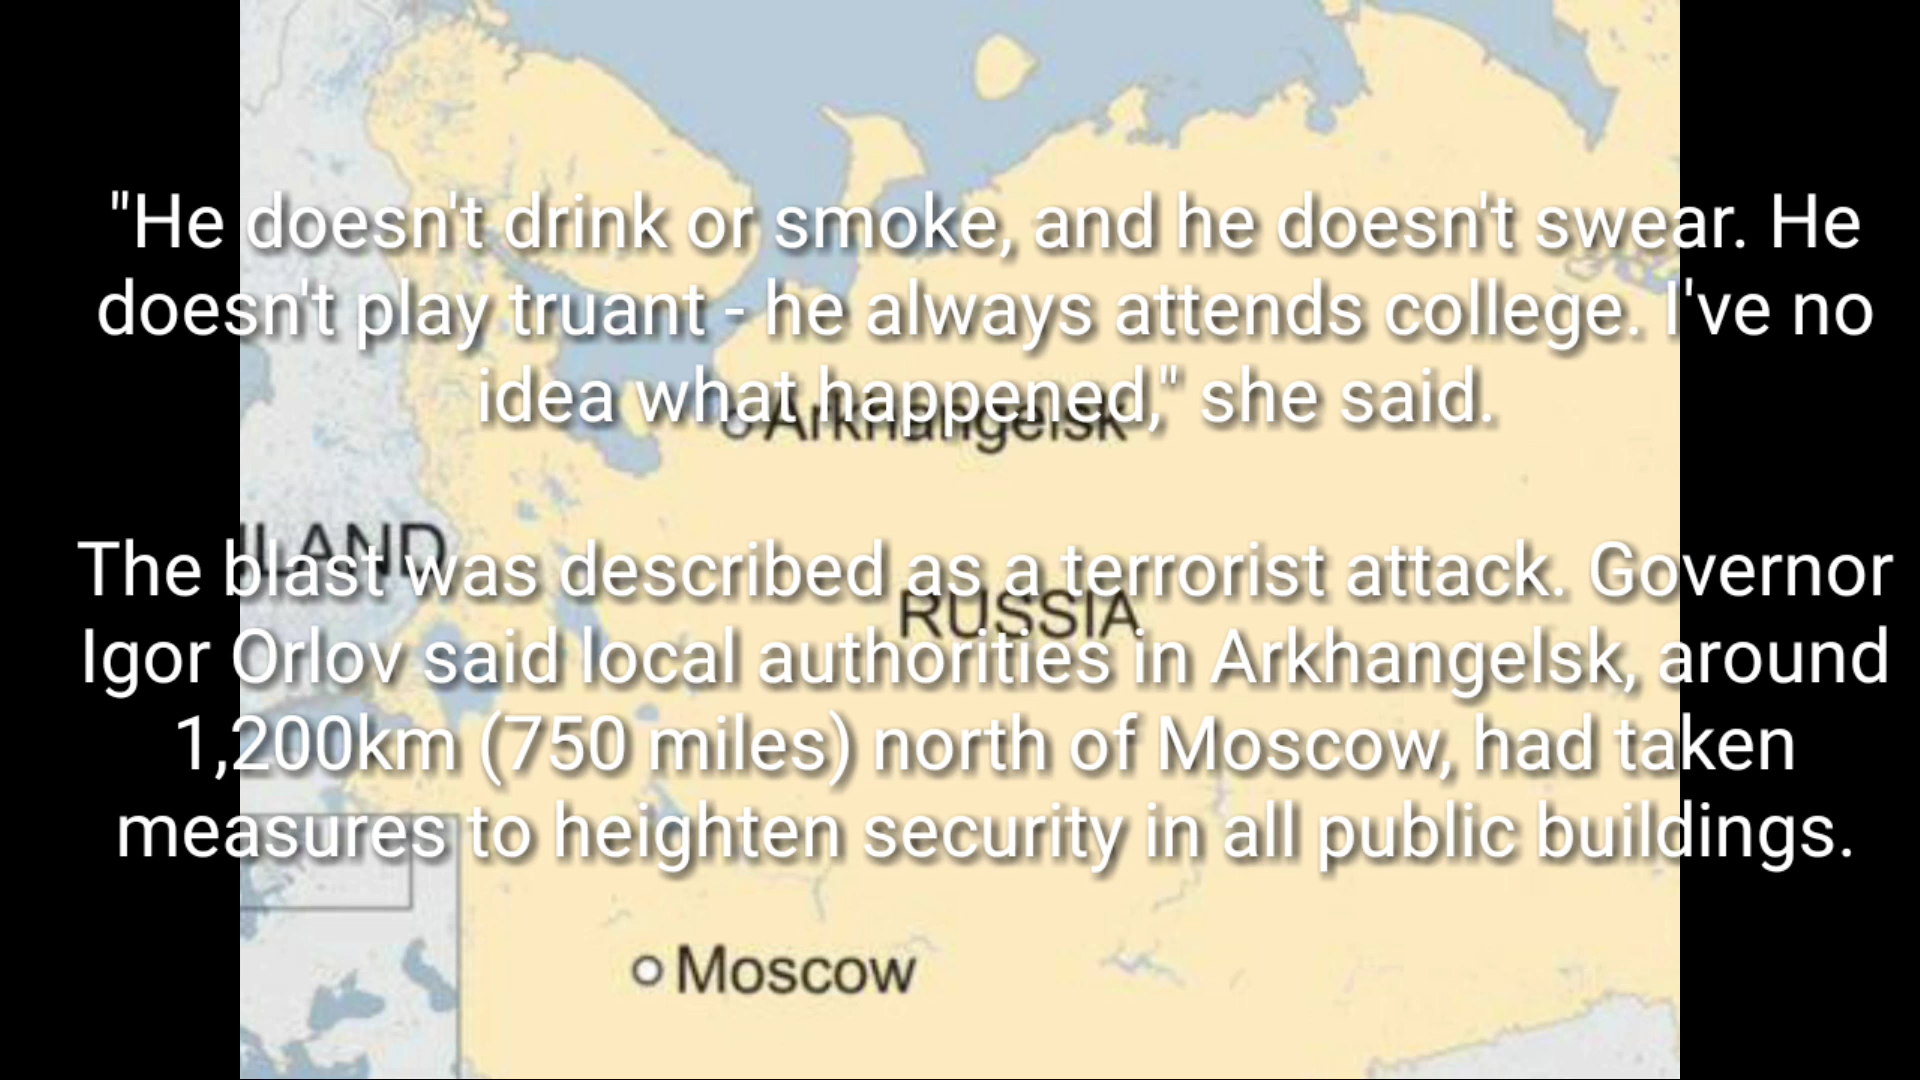 "He doesn't drink or smoke, and he doesn't swear. He
doesn't play truant - he always attends college. I've no
idea what happened," she said.
Arkhangelsk
LAND
The blast was described as a terrorist attack. Governor
RUSSIA
Igor Orlov said local authorities in Arkhangelsk, around
1,200km (750 miles) north of Moscow, had taken
measures to heighten security in all public buildings.
Moscow